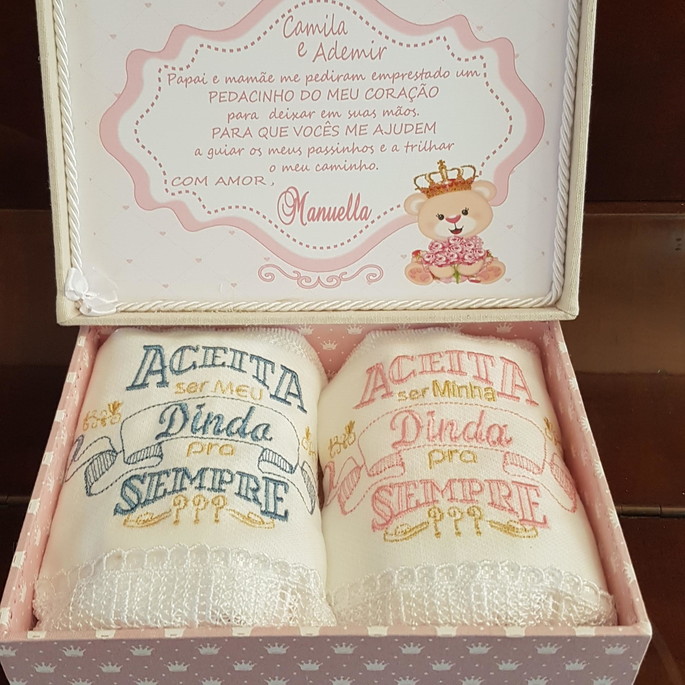 Camila
e Ademir
Papai e mamãe me pediram emprestado um
PEDACINHO DO MEU CORAÇÃO
para deixar em suas mãos.
PARA QUE VOCÊS ME AJUDEM
a guiar os meus passinhos e a trilhar
o meu caminho.
COM AMOR,
Manuella
ACEITA
ser MEU
Dindo
pra
SEMPRE
???
ACEITA
ser Minha
Dinda
pra
SEMPRE
???